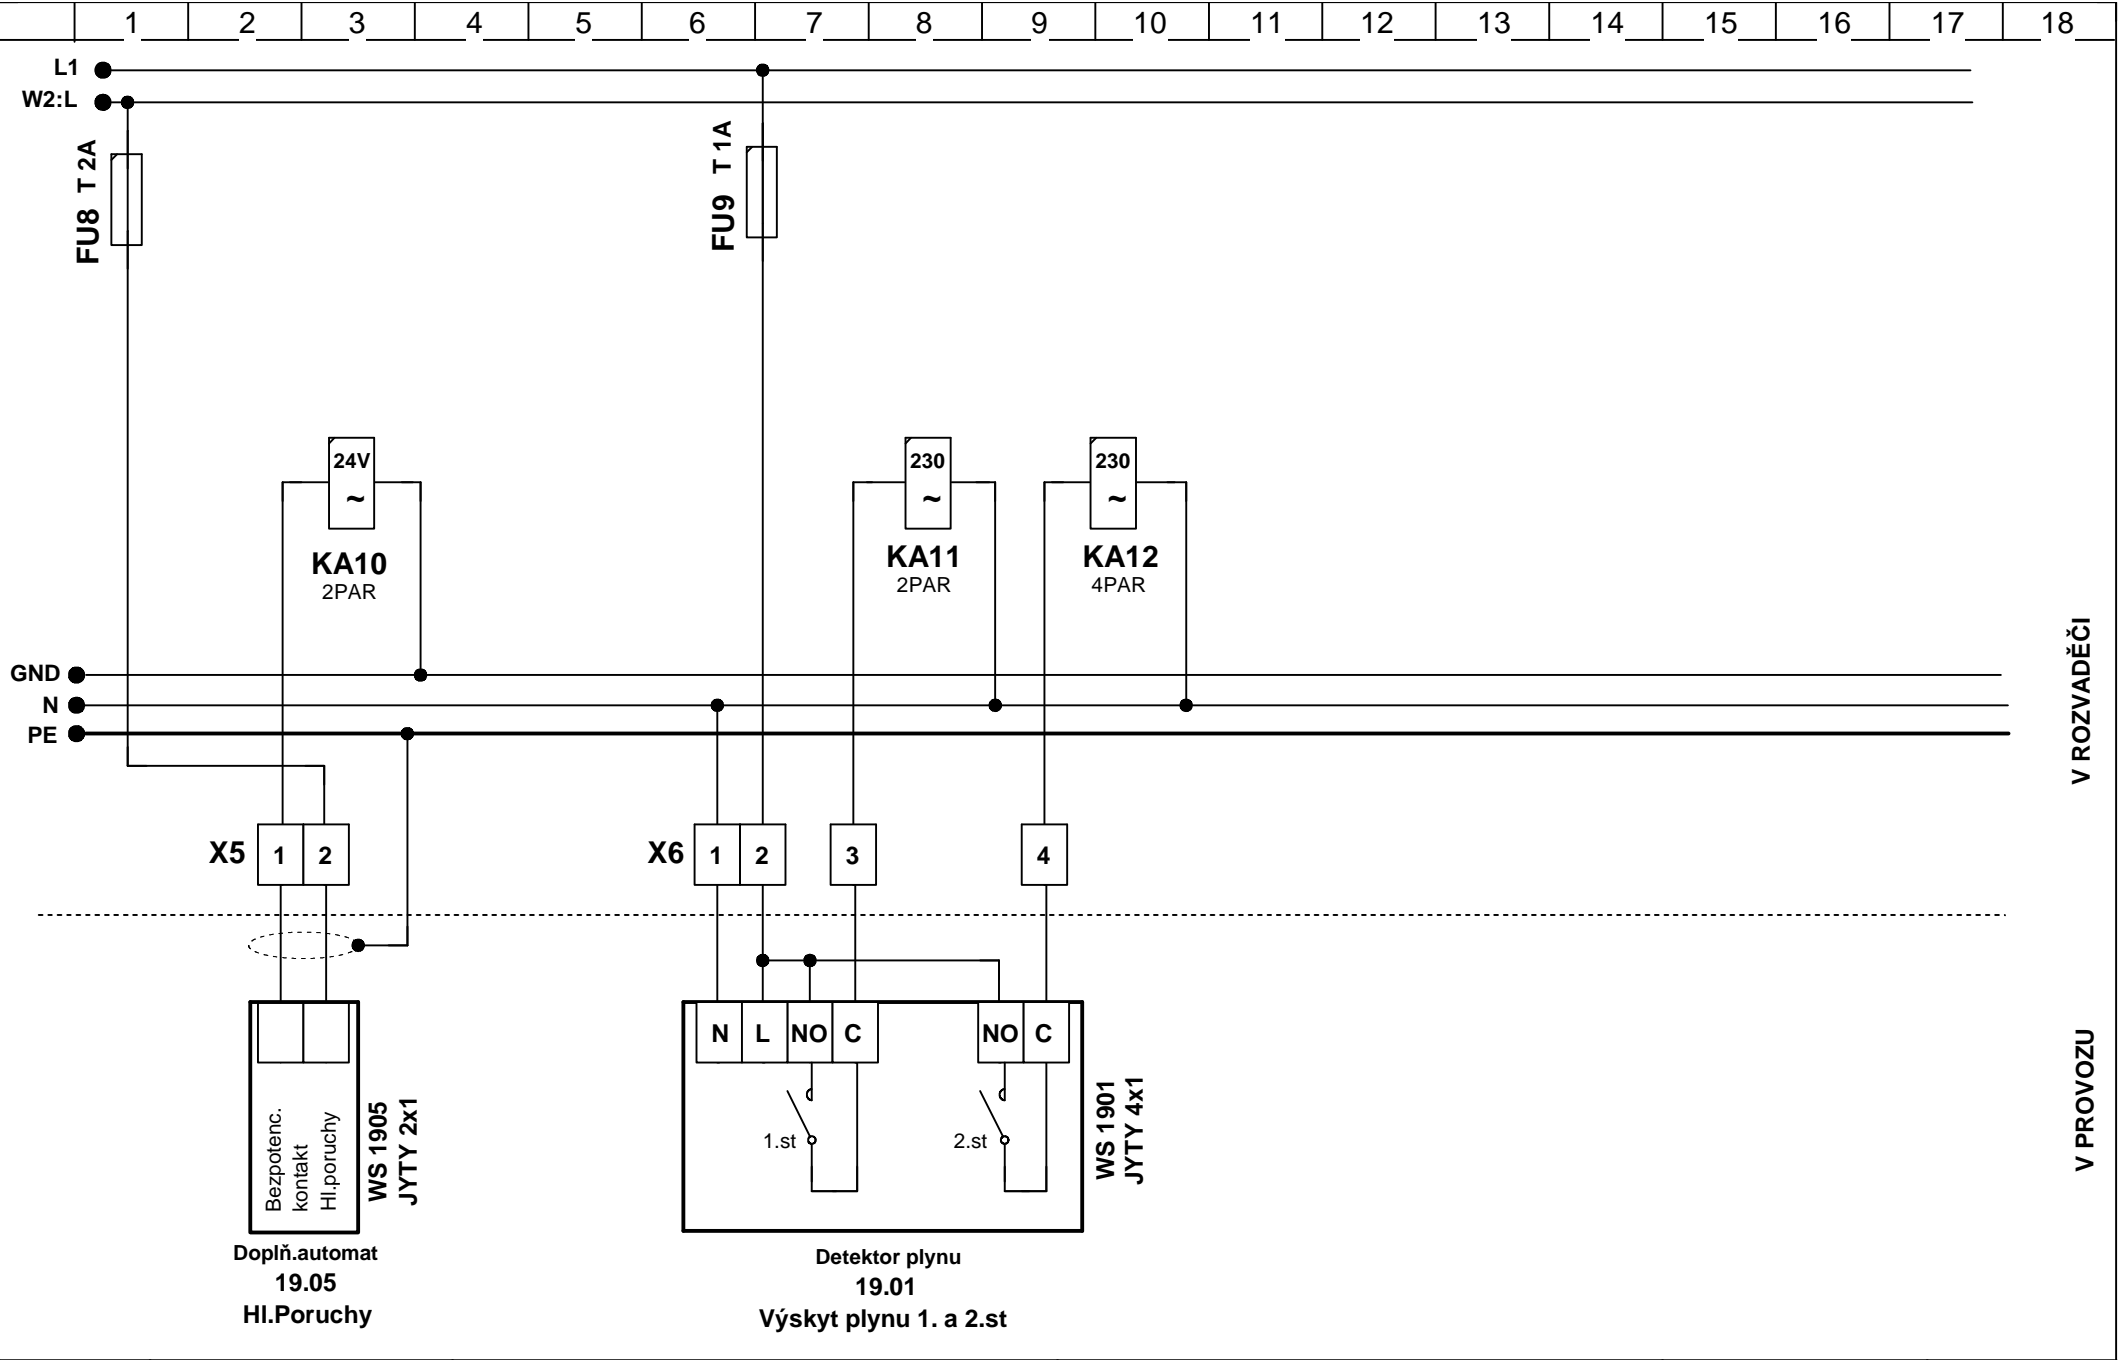 1 2 3 4 5 6 7 8 9 10 11 12 13 14 15 16 17 18
L1
W2:L
FU8 T 2A
FU9 T 1A
24V
~
KA10
2PAR
230
~
KA11
2PAR
230
~
KA12
4PAR
GND
N
PE
V ROZVADĚČI
X5 1 2
X6 1 2 3 4
N L NO C NO C
Bezpotenc.
kontakt
Hl.poruchy
WS 1905
JYTY 2x1
1.st
2.st
WS 1901
JYTY 4x1
V PROVOZU
Doplň.automat
19.05
Hl.Poruchy
Detektor plynu
19.01
Výskyt plynu 1. a 2.st